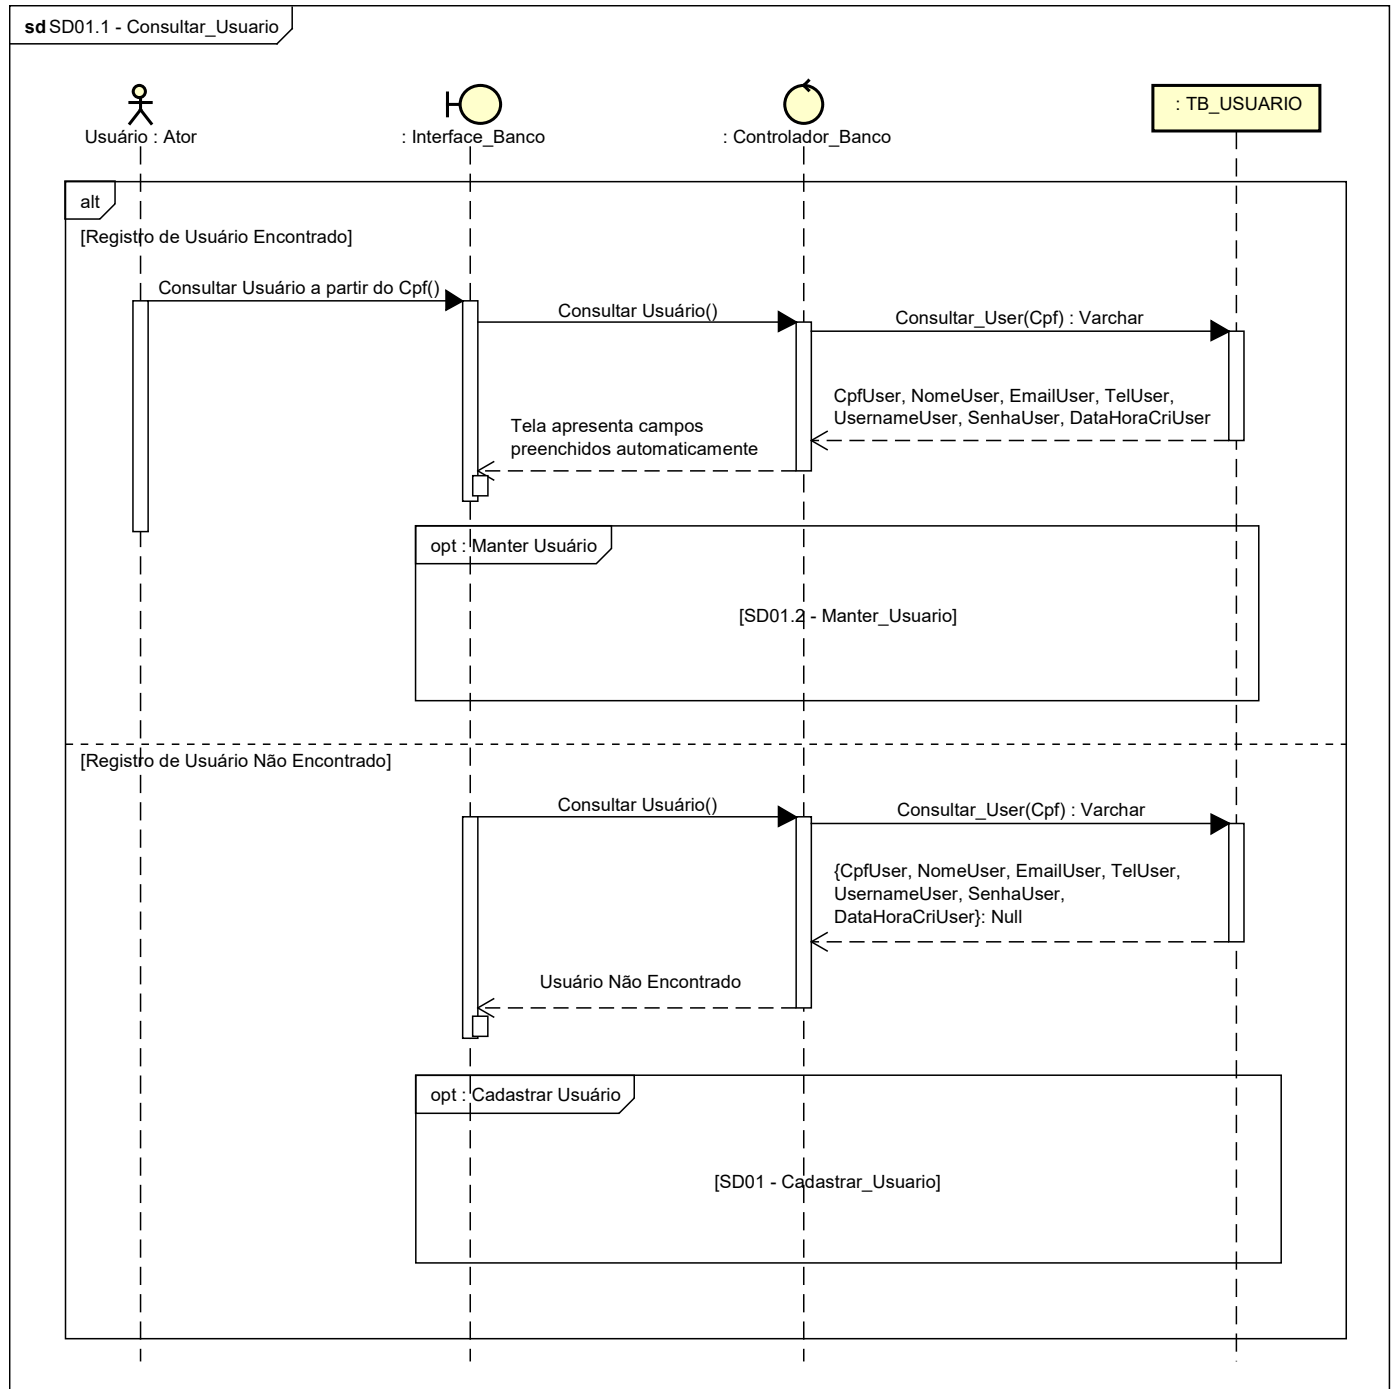 sd SD01.1 - Consultar_Usuario
Usuário : Ator
: Interface_Banco
: Controlador_Banco
: TB_USUARIO
alt
[Registro de Usuário Encontrado]
Consultar Usuário a partir do Cpf()
Consultar Usuário()
Consultar_User(Cpf) : Varchar
CpfUser, NomeUser, EmailUser, TelUser,
UsernameUser, SenhaUser, DataHoraCriUser
Tela apresenta campos
preenchidos automaticamente
opt : Manter Usuário
[SD01.2 - Manter_Usuario]
[Registro de Usuário Não Encontrado]
Consultar Usuário()
Consultar_User(Cpf) : Varchar
{CpfUser, NomeUser, EmailUser, TelUser,
UsernameUser, SenhaUser,
DataHoraCriUser}: Null
Usuário Não Encontrado
opt : Cadastrar Usuário
[SD01 - Cadastrar_Usuario]